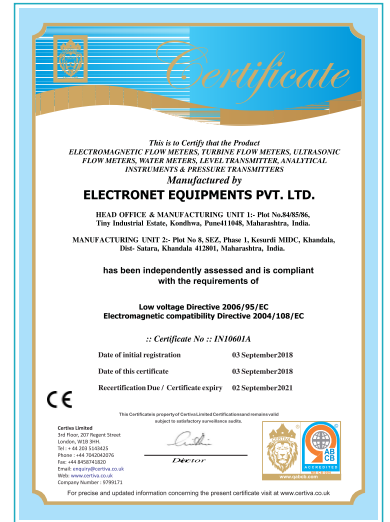 Certificate
This is to Certify that the Product
ELECTROMAGNETIC FLOW METERS, TURBINE FLOW METERS, ULTRASONIC
FLOW METERS, WATER METERS, LEVEL TRANSMITTER, ANALYTICAL
INSTRUMENTS & PRESSURE TRANSMITTERS
Manufactured by
ELECTRONET EQUIPMENTS PVT. LTD.
HEAD OFFICE & MANUFACTURING UNIT 1:- Plot No.84/85/86,
Tiny Industrial Estate, Kondhwa, Pune411048, Maharashtra, India.
MANUFACTURING UNIT 2:- Plot No 8, SEZ, Phase 1, Kesurdi MIDC, Khandala,
Dist- Satara, Khandala 412801, Maharashtra, India.
has been independently assessed and is compliant
with the requirements of
Low voltage Directive 2006/95/EC
Electromagnetic compatibility Directive 2004/108/EC
:: Certificate No :: IN10601A
Date of initial registration 03 September2018
Date of this certificate 03 September2018
Recertification Due / Certificate expiry 02 September2021
CE
This Certificateis property of Certiva Limited Certificationsand remains valid
subject to satisfactory surveillance audits.
Certiva Limited
3rd Floor, 207 Regent Street
London, W1B 3HH.
Tel : +44 203 5143425
Phone : +44 7042042076
Fax: +44 8458741820
Email: enquiry@certiva.co.uk
Web: www.certiva.co.uk
Company Number : 9799171
Director
www.qabcb.com
ABCB
ACCREDITED
For precise and updated information concerning the present certificate visit at www.certiva.co.uk